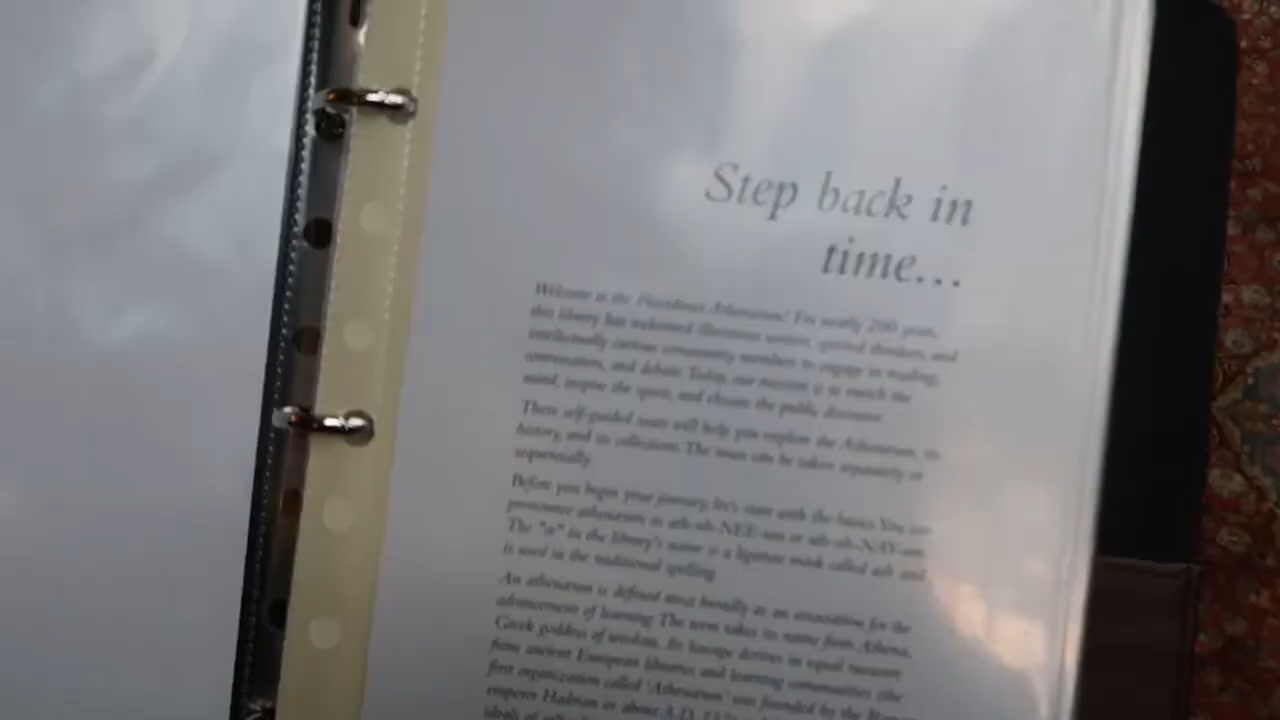 Step back in
time...
Welcome to the Providence Athenæum! For nearly 200 years,
this library has welcomed illustrious writers, spirited thinkers, and
intellectually curious community members to engage in reading,
conversation, and debate. Today, our mission is to enrich the
mind, inspire the spirit, and elevate the public discourse.
These self-guided tours will help you explore the Athenæum, its
history, and its collections. The tours can be taken separately or
sequentially.
Before you begin your journey, let's start with the basics. You can
pronounce athenæum as ath-uh-NEE-um or ath-uh-NAY-um.
The "æ" in the library's name is a ligature mark called ash and
is used in the traditional spelling.
An athenæum is defined most broadly as an association for the
advancement of learning. The term takes its name from Athena,
Greek goddess of wisdom. Its lineage derives in equal measure
from ancient European libraries and learning communities (the
first organization called 'Athenæum' was founded by the Roman
emperor Hadrian in about A.D.
ideals of